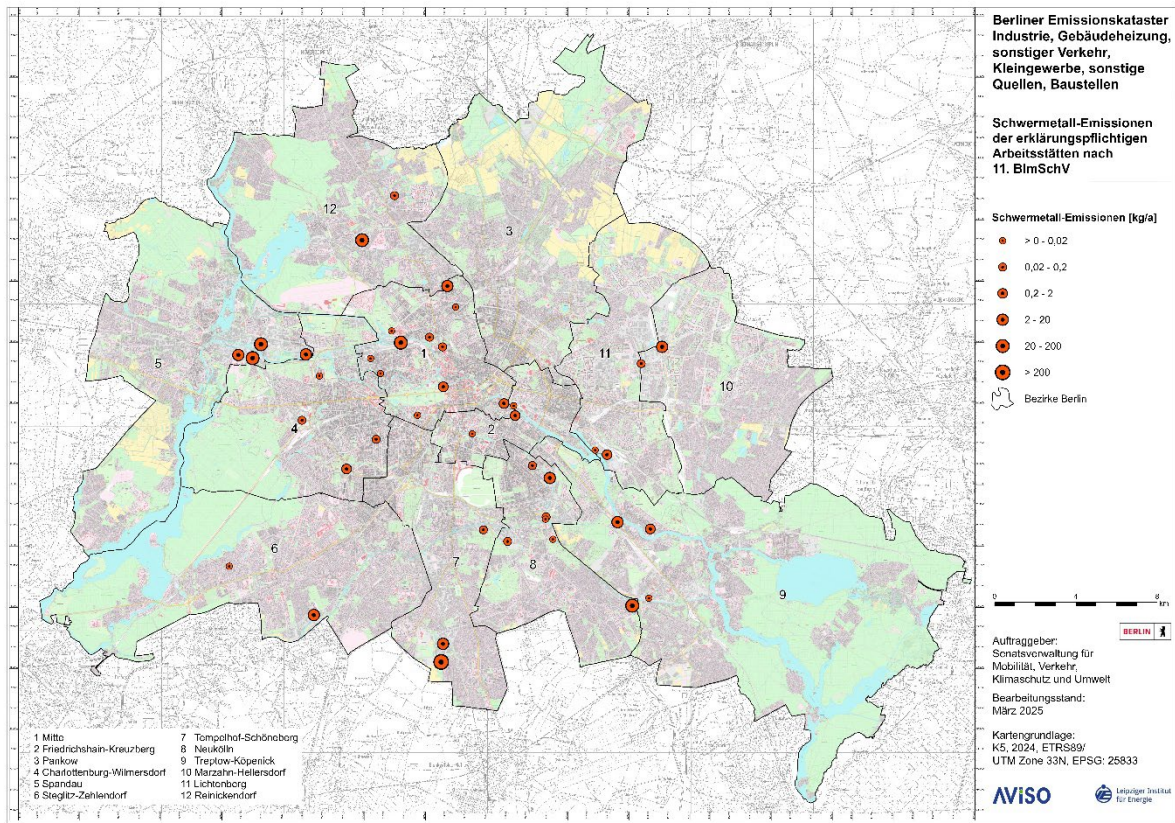 Berliner Emissionskataster
Industrie, Gebäudeheizung,
sonstiger Verkehr,
Kleingewerbe, sonstige
Quellen, Baustellen
Schwermetall-Emissionen
der erklärungspflichtigen
Arbeitsstätten nach
11. BImSchV
Schwermetall-Emissionen [kg/a]
> 0 - 0,02
0,02 - 0,2
0,2 - 2
2 - 20
20 - 200
> 200
Bezirke Berlin
12
3
5
1
11
10
4
2
6
7
8
9
0 4 8
km
BERLIN
Auftraggeber:
Senatsverwaltung für
Mobilität, Verkehr,
Klimaschutz und Umwelt
Bearbeitungsstand:
März 2025
Kartengrundlage:
K5, 2024, ETRS89/
UTM Zone 33N, EPSG: 25833
AVISO
Leipziger Institut
für Energie
1 Mitte
2 Friedrichshain-Kreuzberg
3 Pankow
4 Charlottenburg-Wilmersdorf
5 Spandau
6 Steglitz-Zehlendorf
7 Tempelhof-Schöneberg
8 Neukölln
9 Treptow-Köpenick
10 Marzahn-Hellersdorf
11 Lichtenberg
12 Reinickendorf